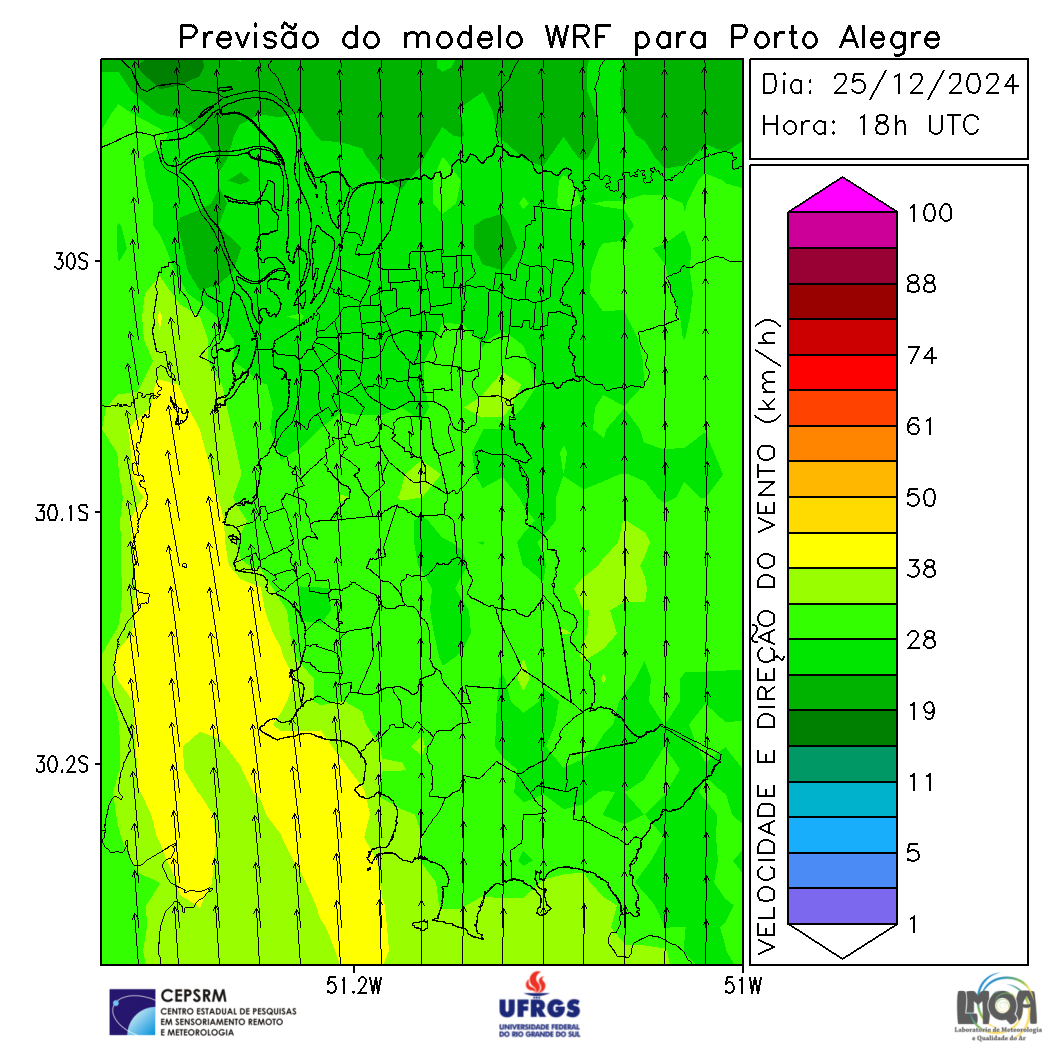 Previsão do modelo WRF para Porto Alegre
Dia: 25/12/2024
Hora: 18h UTC
30S
30.1S
30.2S
51.2W
51W
VELOCIDADE E DIREÇÃO DO VENTO (km/h)
100
88
74
61
50
38
28
19
11
5
1
CEPSRM
CENTRO ESTADUAL DE PESQUISAS
EM SENSORIAMENTO REMOTO
E METEOROLOGIA
UFRGS
UNIVERSIDADE FEDERAL
DO RIO GRANDE DO SUL
LMQA
Laboratório de Meteorologia
e Qualidade do Ar